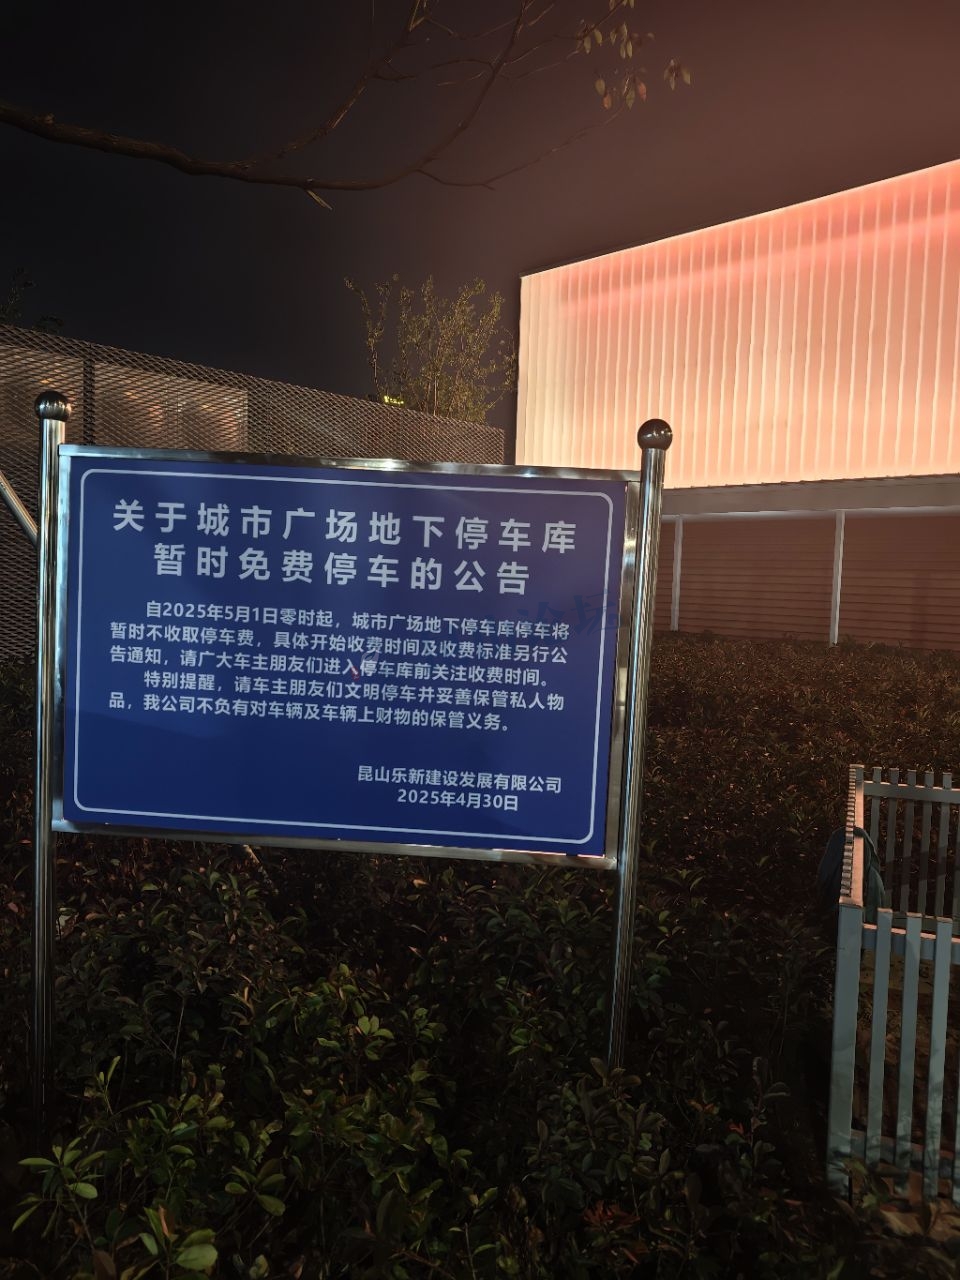 关于城市广场地下停车库
暂时免费停车的公告
自2025年5月1日零时起，城市广场地下停车库停车将
暂时不收取停车费，具体开始收费时间及收费标准另行公
告通知，请广大车主朋友们进入停车库前关注收费时间。
特别提醒，请车主朋友们文明停车并妥善保管私人物
品，我公司不负有对车辆及车辆上财物的保管义务。
昆山乐新建设发展有限公司
2025年4月30日